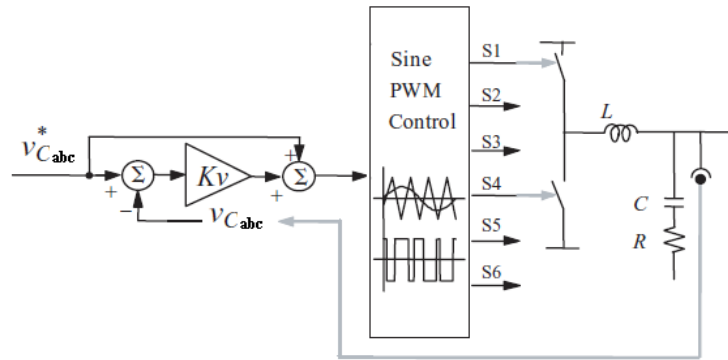 v*Cabc
+
Σ
−
Kv
+
+
Σ
vCabc
Sine
PWM
Control
S1
S2
S3
S4
S5
S6
L
C
R